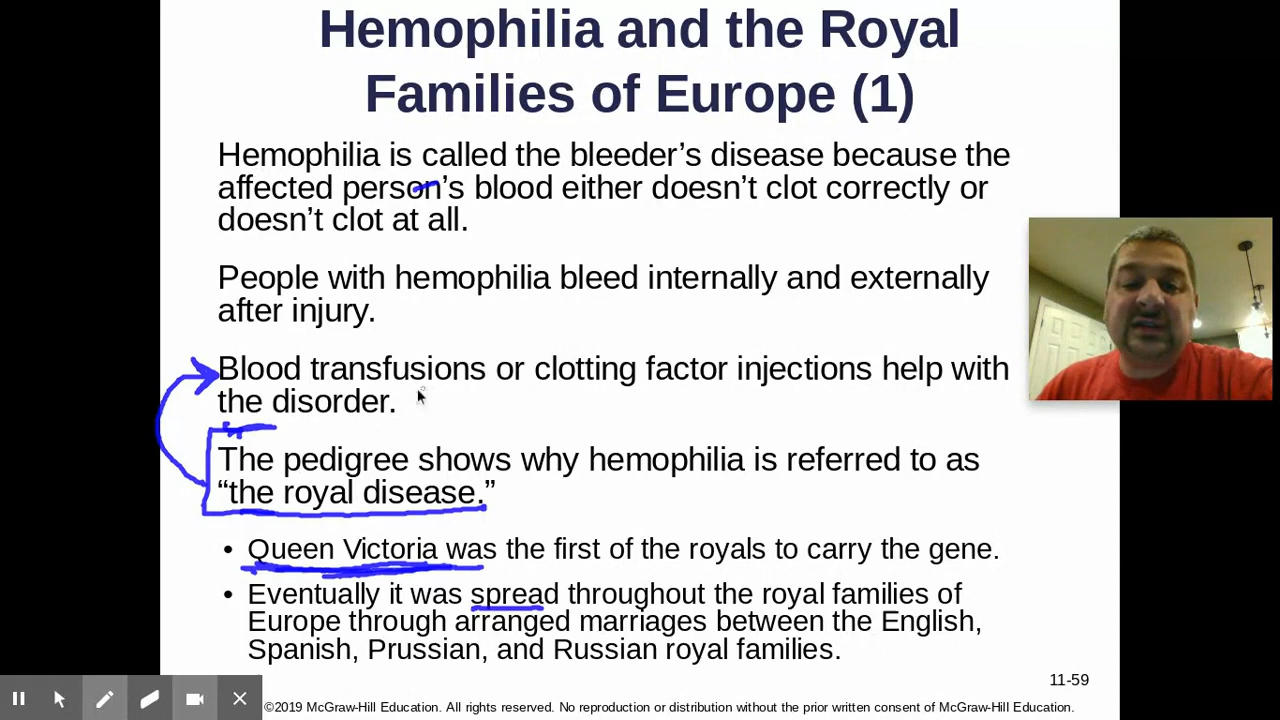 Hemophilia and the Royal
Families of Europe (1)
Hemophilia is called the bleeder’s disease because the
affected person’s blood either doesn’t clot correctly or
doesn’t clot at all.
People with hemophilia bleed internally and externally
after injury.
Blood transfusions or clotting factor injections help with
the disorder.
The pedigree shows why hemophilia is referred to as
“the royal disease.”
• Queen Victoria was the first of the royals to carry the gene.
• Eventually it was spread throughout the royal families of
Europe through arranged marriages between the English,
Spanish, Prussian, and Russian royal families.
11-59
©2019 McGraw-Hill Education. All rights reserved. No reproduction or distribution without the prior written consent of McGraw-Hill Education.